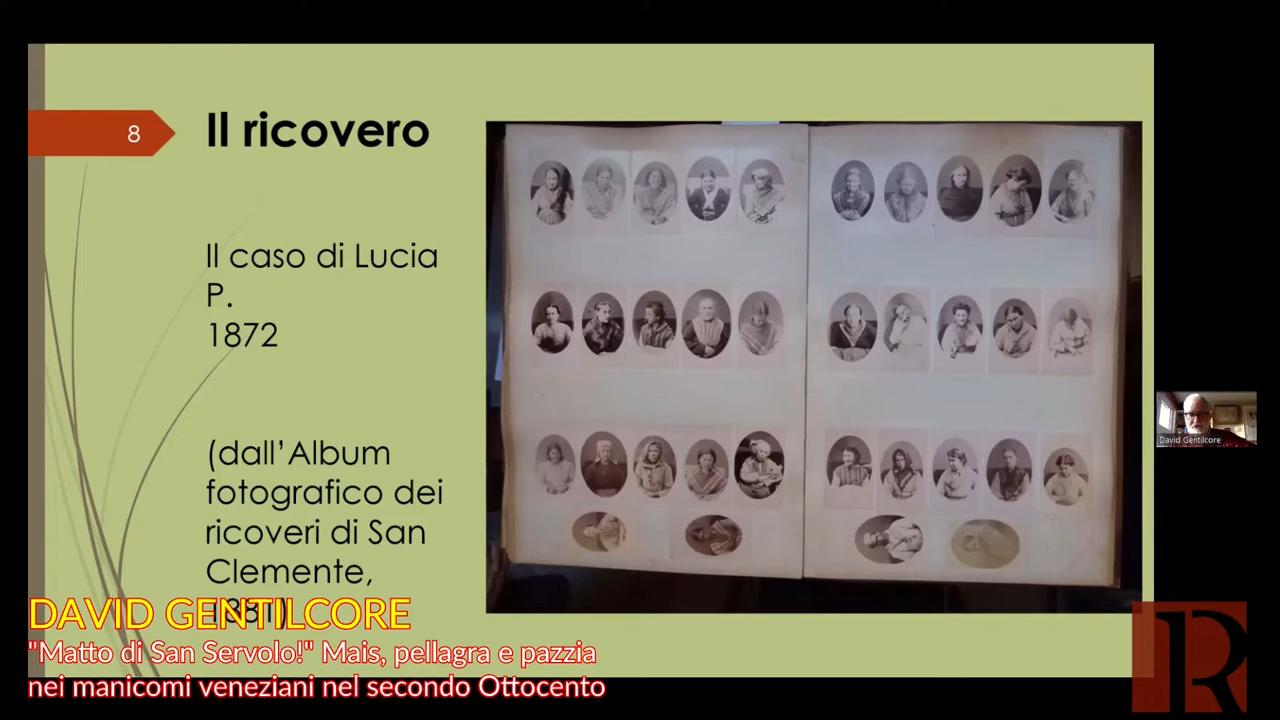 8
Il ricovero
Il caso di Lucia
P.
1872
(dall'Album
fotografico dei
ricoveri di San
Clemente,
1881)
DAVID GENTILCORE
"Matto di San Servolo!" Mais, pellagra e pazzia
nei manicomi veneziani nel secondo Ottocento
David Gentilcore
R